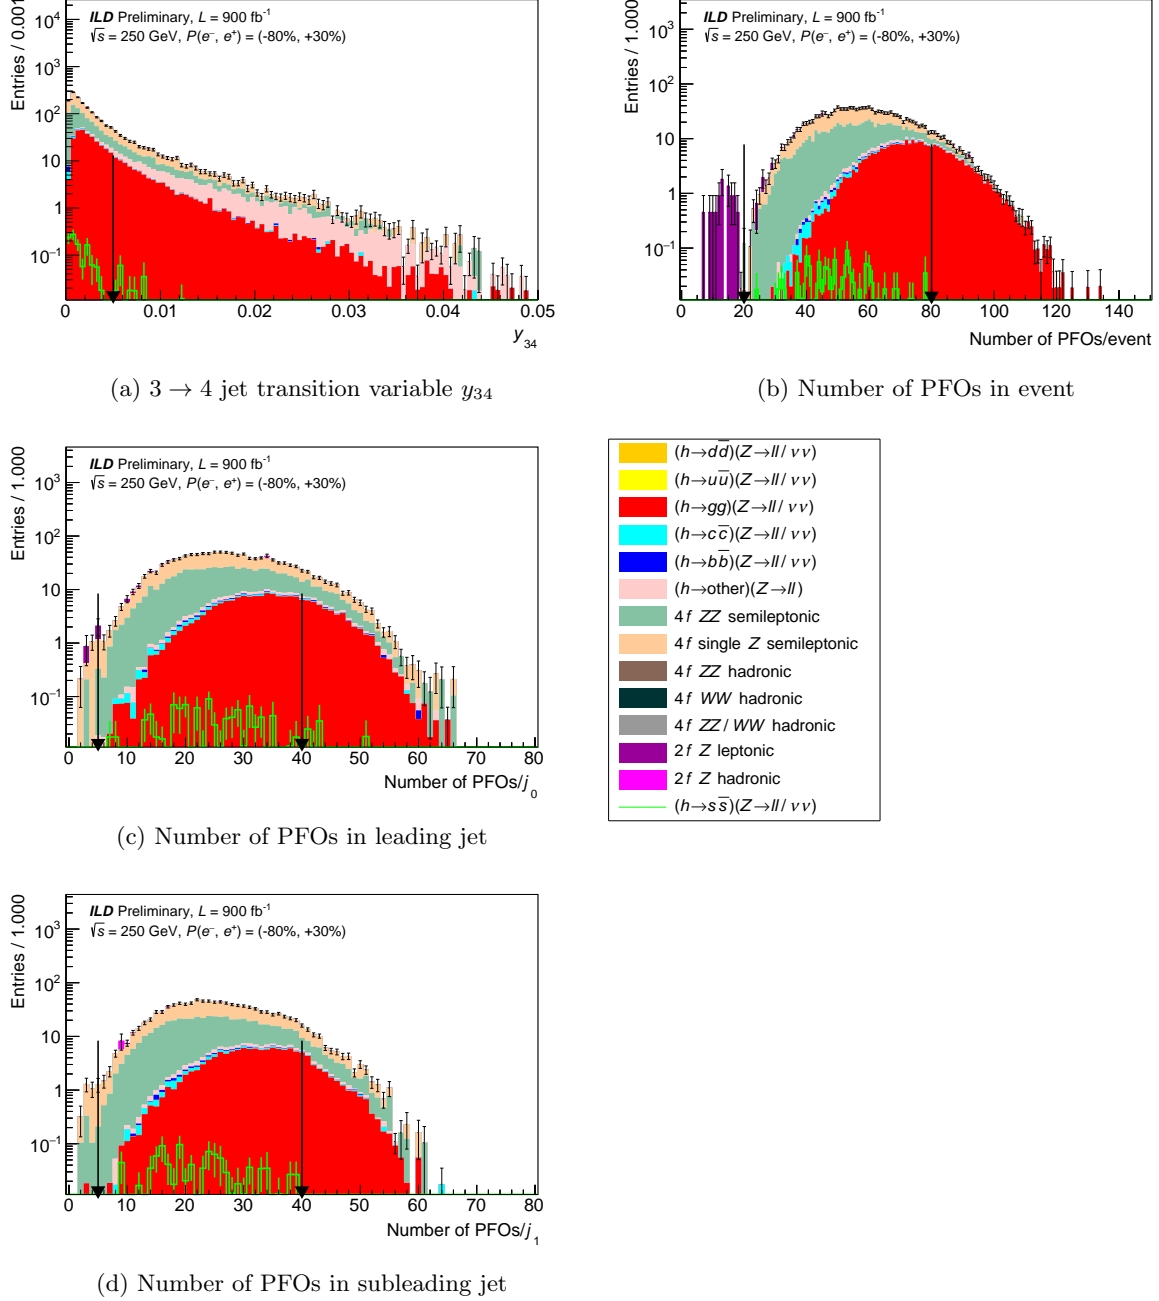 10⁴
10³
10²
10
1
10⁻¹
Entries / 0.001
ILD Preliminary, L = 900 fb⁻¹
√s = 250 GeV, P(e⁻, e⁺) = (-80%, +30%)
0 0.01 0.02 0.03 0.04 0.05
y₃₄
(a) 3 → 4 jet transition variable y₃₄
10³
10²
10
1
10⁻¹
Entries / 1.000
ILD Preliminary, L = 900 fb⁻¹
√s = 250 GeV, P(e⁻, e⁺) = (-80%, +30%)
0 20 40 60 80 100 120 140
Number of PFOs/event
(b) Number of PFOs in event
10³
10²
10
1
10⁻¹
Entries / 1.000
ILD Preliminary, L = 900 fb⁻¹
√s = 250 GeV, P(e⁻, e⁺) = (-80%, +30%)
0 10 20 30 40 50 60 70 80
Number of PFOs/j₀
(c) Number of PFOs in leading jet
(h→dd̅)(Z→ll/νν)
(h→uu̅)(Z→ll/νν)
(h→gg)(Z→ll/νν)
(h→cc̅)(Z→ll/νν)
(h→bb̅)(Z→ll/νν)
(h→other)(Z→ll)
4f ZZ semileptonic
4f single Z semileptonic
4f ZZ hadronic
4f WW hadronic
4f ZZ/WW hadronic
2f Z leptonic
2f Z hadronic
(h→ss̅)(Z→ll/νν)
10³
10²
10
1
10⁻¹
Entries / 1.000
ILD Preliminary, L = 900 fb⁻¹
√s = 250 GeV, P(e⁻, e⁺) = (-80%, +30%)
0 10 20 30 40 50 60 70 80
Number of PFOs/j₁
(d) Number of PFOs in subleading jet